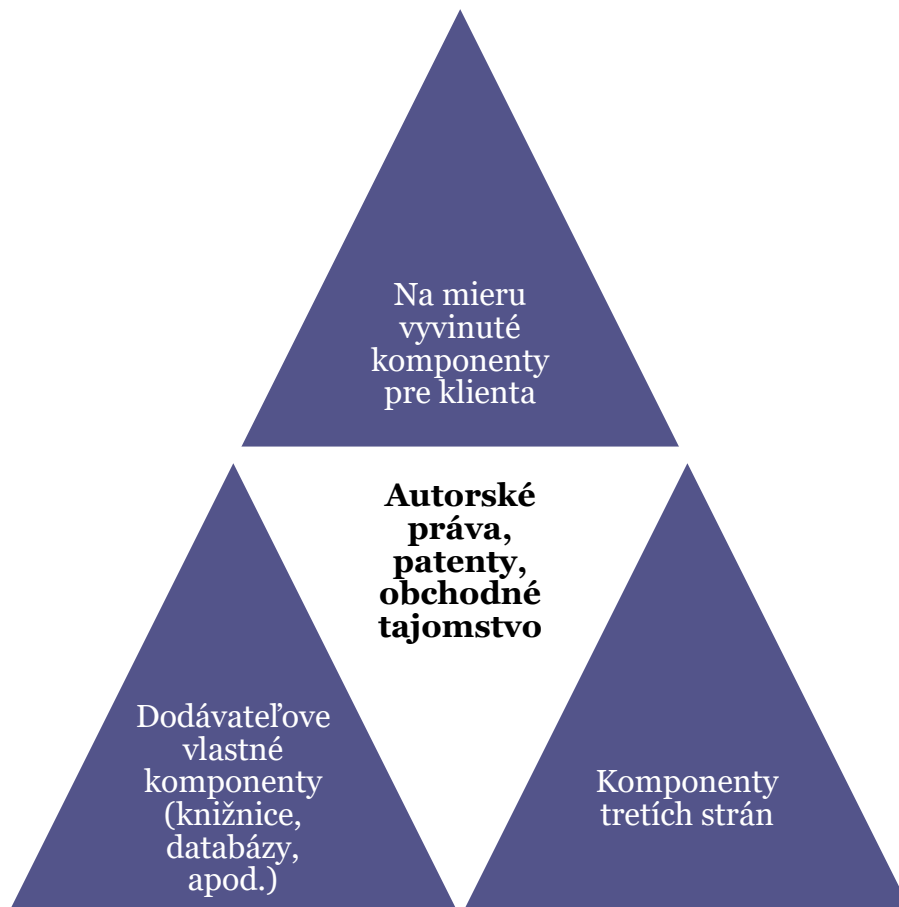 Na mieru
vyvinuté
komponenty
pre klienta
Autorské
práva,
patenty,
obchodné
tajomstvo
Dodávateľove
vlastné
komponenty
(knižnice,
databázy,
apod.)
Komponenty
tretích strán